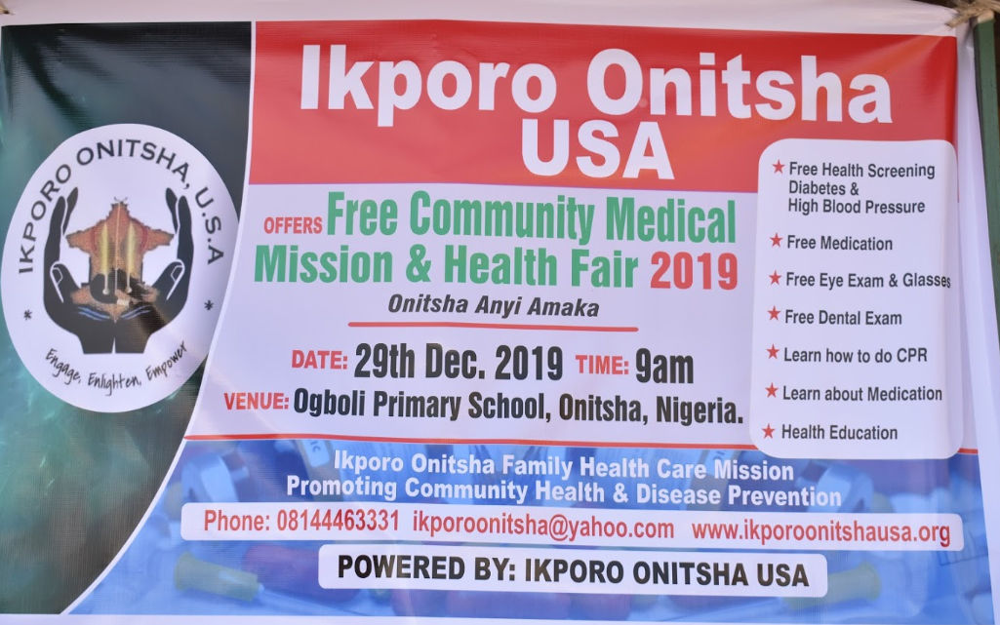 IKPORO ONITSHA, U.S.A
Engage, Enlighten, Empower
Ikporo Onitsha
USA
OFFERS Free Community Medical
Mission & Health Fair 2019
Onitsha Anyi Amaka
DATE: 29th Dec. 2019 TIME: 9am
VENUE: Ogboli Primary School, Onitsha, Nigeria.
Free Health Screening
Diabetes &
High Blood Pressure
Free Medication
Free Eye Exam & Glasses
Free Dental Exam
Learn how to do CPR
Learn about Medication
Health Education
Ikporo Onitsha Family Health Care Mission
Promoting Community Health & Disease Prevention
Phone: 08144463331 ikporoonitsha@yahoo.com www.ikporoonitshausa.org
POWERED BY: IKPORO ONITSHA USA